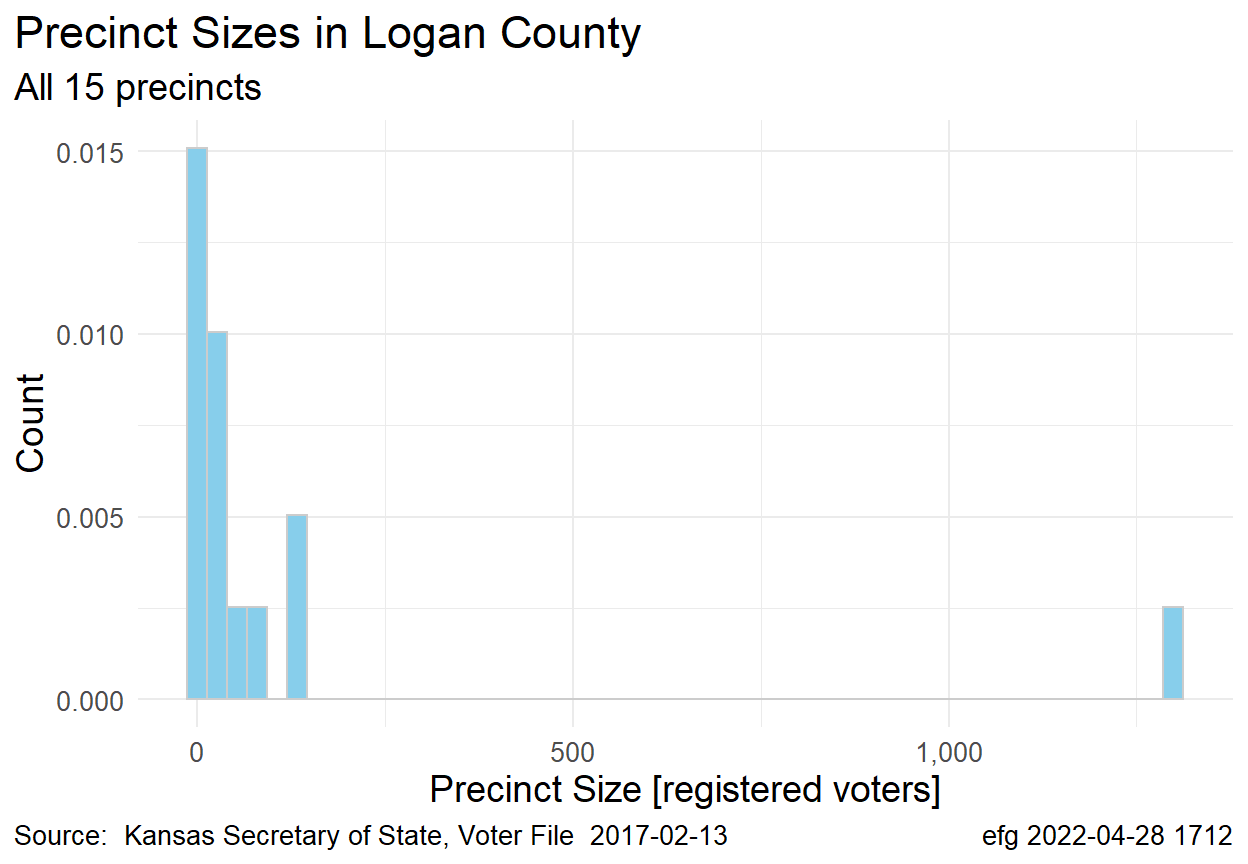 Precinct Sizes in Logan County
All 15 precincts
0.015
0.010
0.005
0.000
Count
0 500 1,000
Precinct Size [registered voters]
Source:  Kansas Secretary of State, Voter File  2017-02-13 efg 2022-04-28 1712